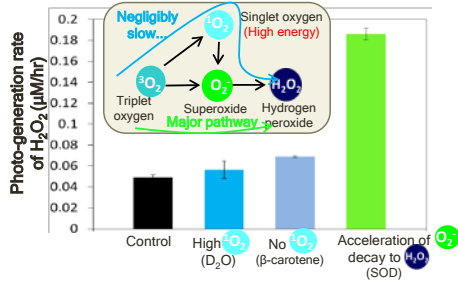 Photo-generation rate
of H₂O₂ (µM/hr)
0.2
0.18
0.16
0.14
0.12
0.1
0.08
0.06
0.04
0.02
0
Negligibly
slow...
¹O₂
Singlet oxygen
(High energy)
³O₂
O₂⁻
H₂O₂
Triplet
oxygen
Superoxide
Hydrogen
peroxide
Major pathway
Control
High ¹O₂
(D₂O)
No ¹O₂
(β-carotene)
Acceleration of O₂⁻
decay to H₂O₂
(SOD)